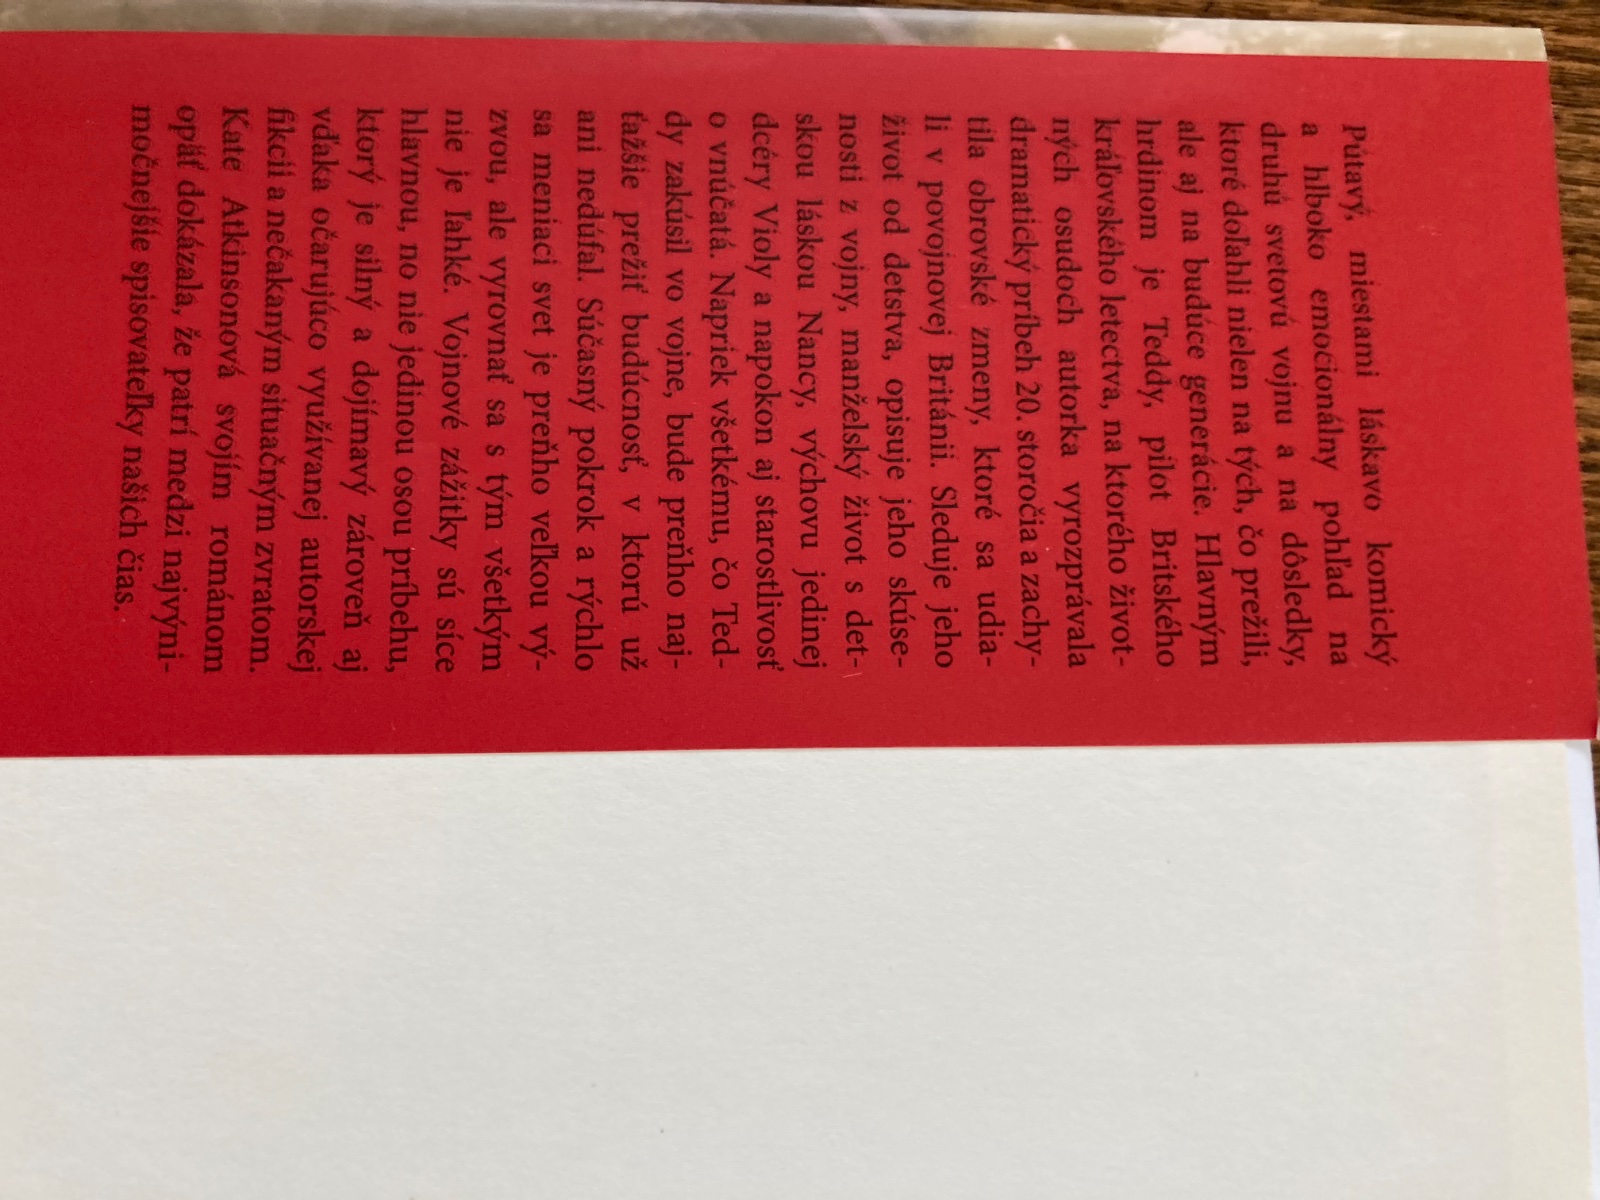 Pútavý, miestami láskavo komický
a hlboko emocionálny pohľad na
druhú svetovú vojnu a na dôsledky,
ktoré doľahli nielen na tých, čo prežili,
ale aj na budúce generácie. Hlavným
hrdinom je Teddy, pilot Britského
kráľovského letectva, na ktorého život-
ných osudoch autorka vyrozprávala
dramatický príbeh 20. storočia a zachy-
tila obrovské zmeny, ktoré sa udia-
li v povojnovej Británii. Sleduje jeho
život od detstva, opisuje jeho skúse-
nosti z vojny, manželský život s det-
skou láskou Nancy, výchovu jedinej
dcéry Violy a napokon aj starostlivosť
o vnúčatá. Napriek všetkému, čo Ted-
dy zakúsil vo vojne, bude preňho naj-
ťažšie prežiť budúcnosť, v ktorú už
ani nedúfal. Súčasný pokrok a rýchlo
sa meniaci svet je preňho veľkou vý-
zvou, ale vyrovnať sa s tým všetkým
nie je ľahké. Vojnové zážitky sú síce
hlavnou, no nie jedinou osou príbehu,
ktorý je silný a dojímavý zároveň aj
vďaka očarujúco využívanej autorskej
fikcii a nečakaným situačným zvratom.
Kate Atkinsonová svojím románom
opäť dokázala, že patrí medzi najvýni-
močnejšie spisovateľky našich čias.